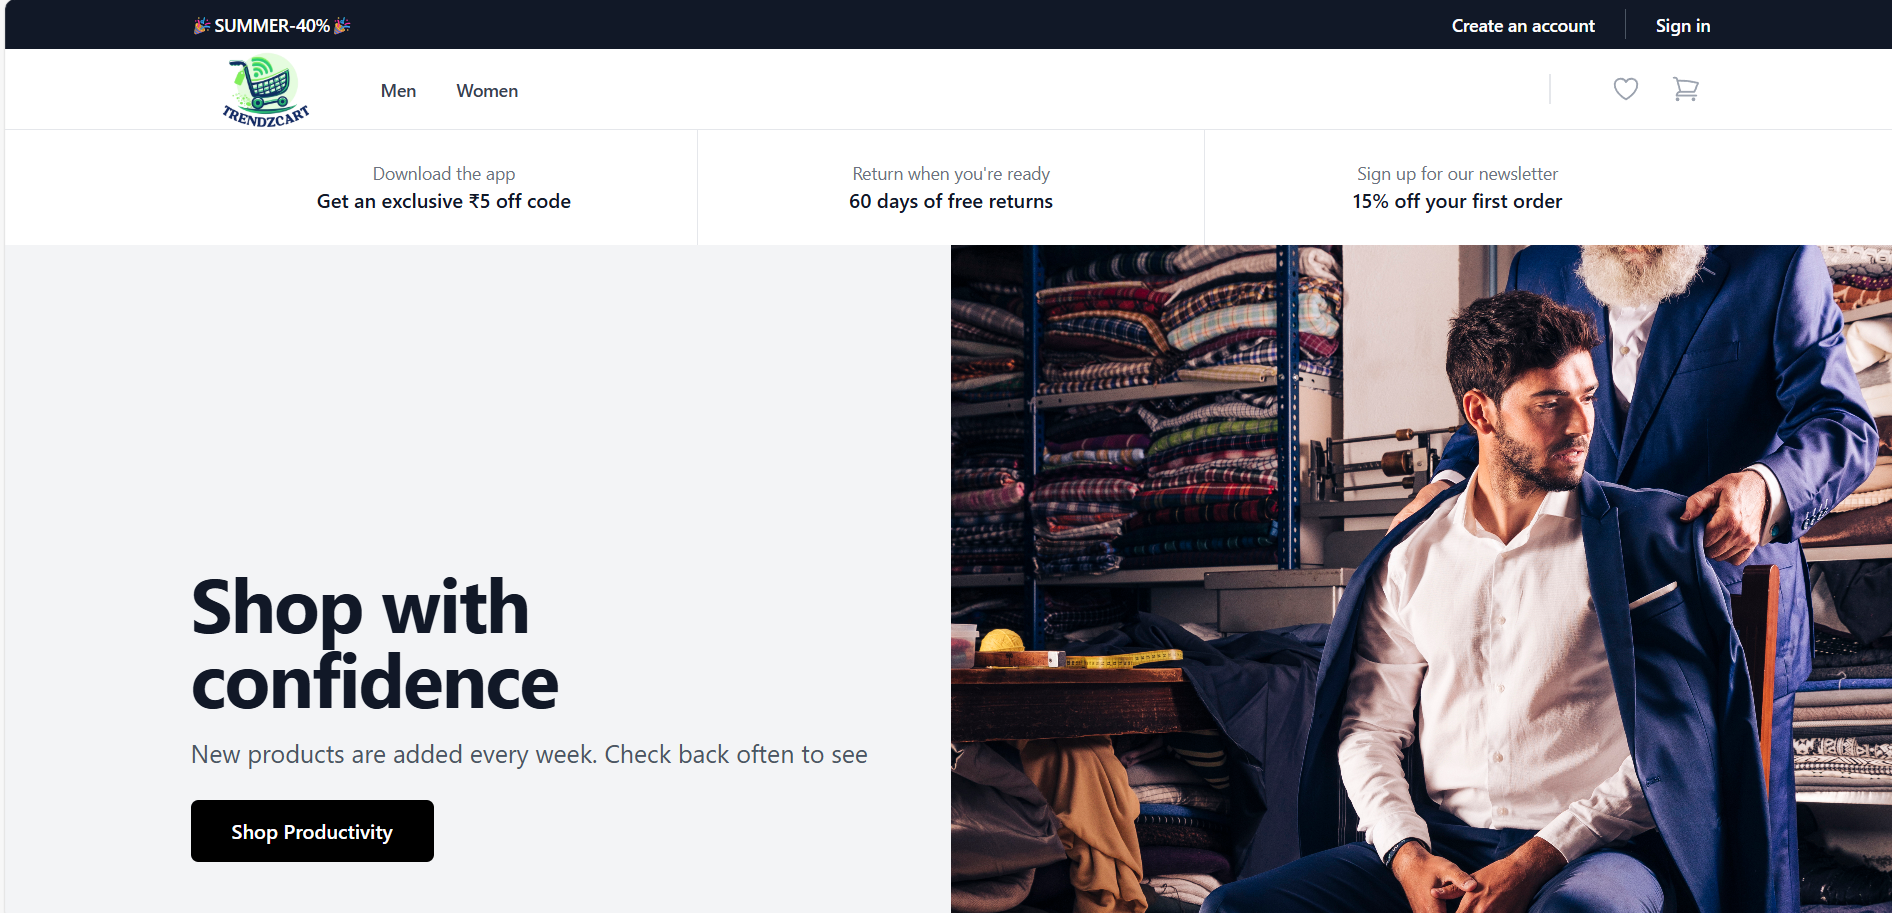 🎉 SUMMER-40% 🎉
Create an account
Sign in
TRENDZCART
Men
Women
Download the app
Get an exclusive ₹5 off code
Return when you're ready
60 days of free returns
Sign up for our newsletter
15% off your first order
Shop with
confidence
New products are added every week. Check back often to see
Shop Productivity